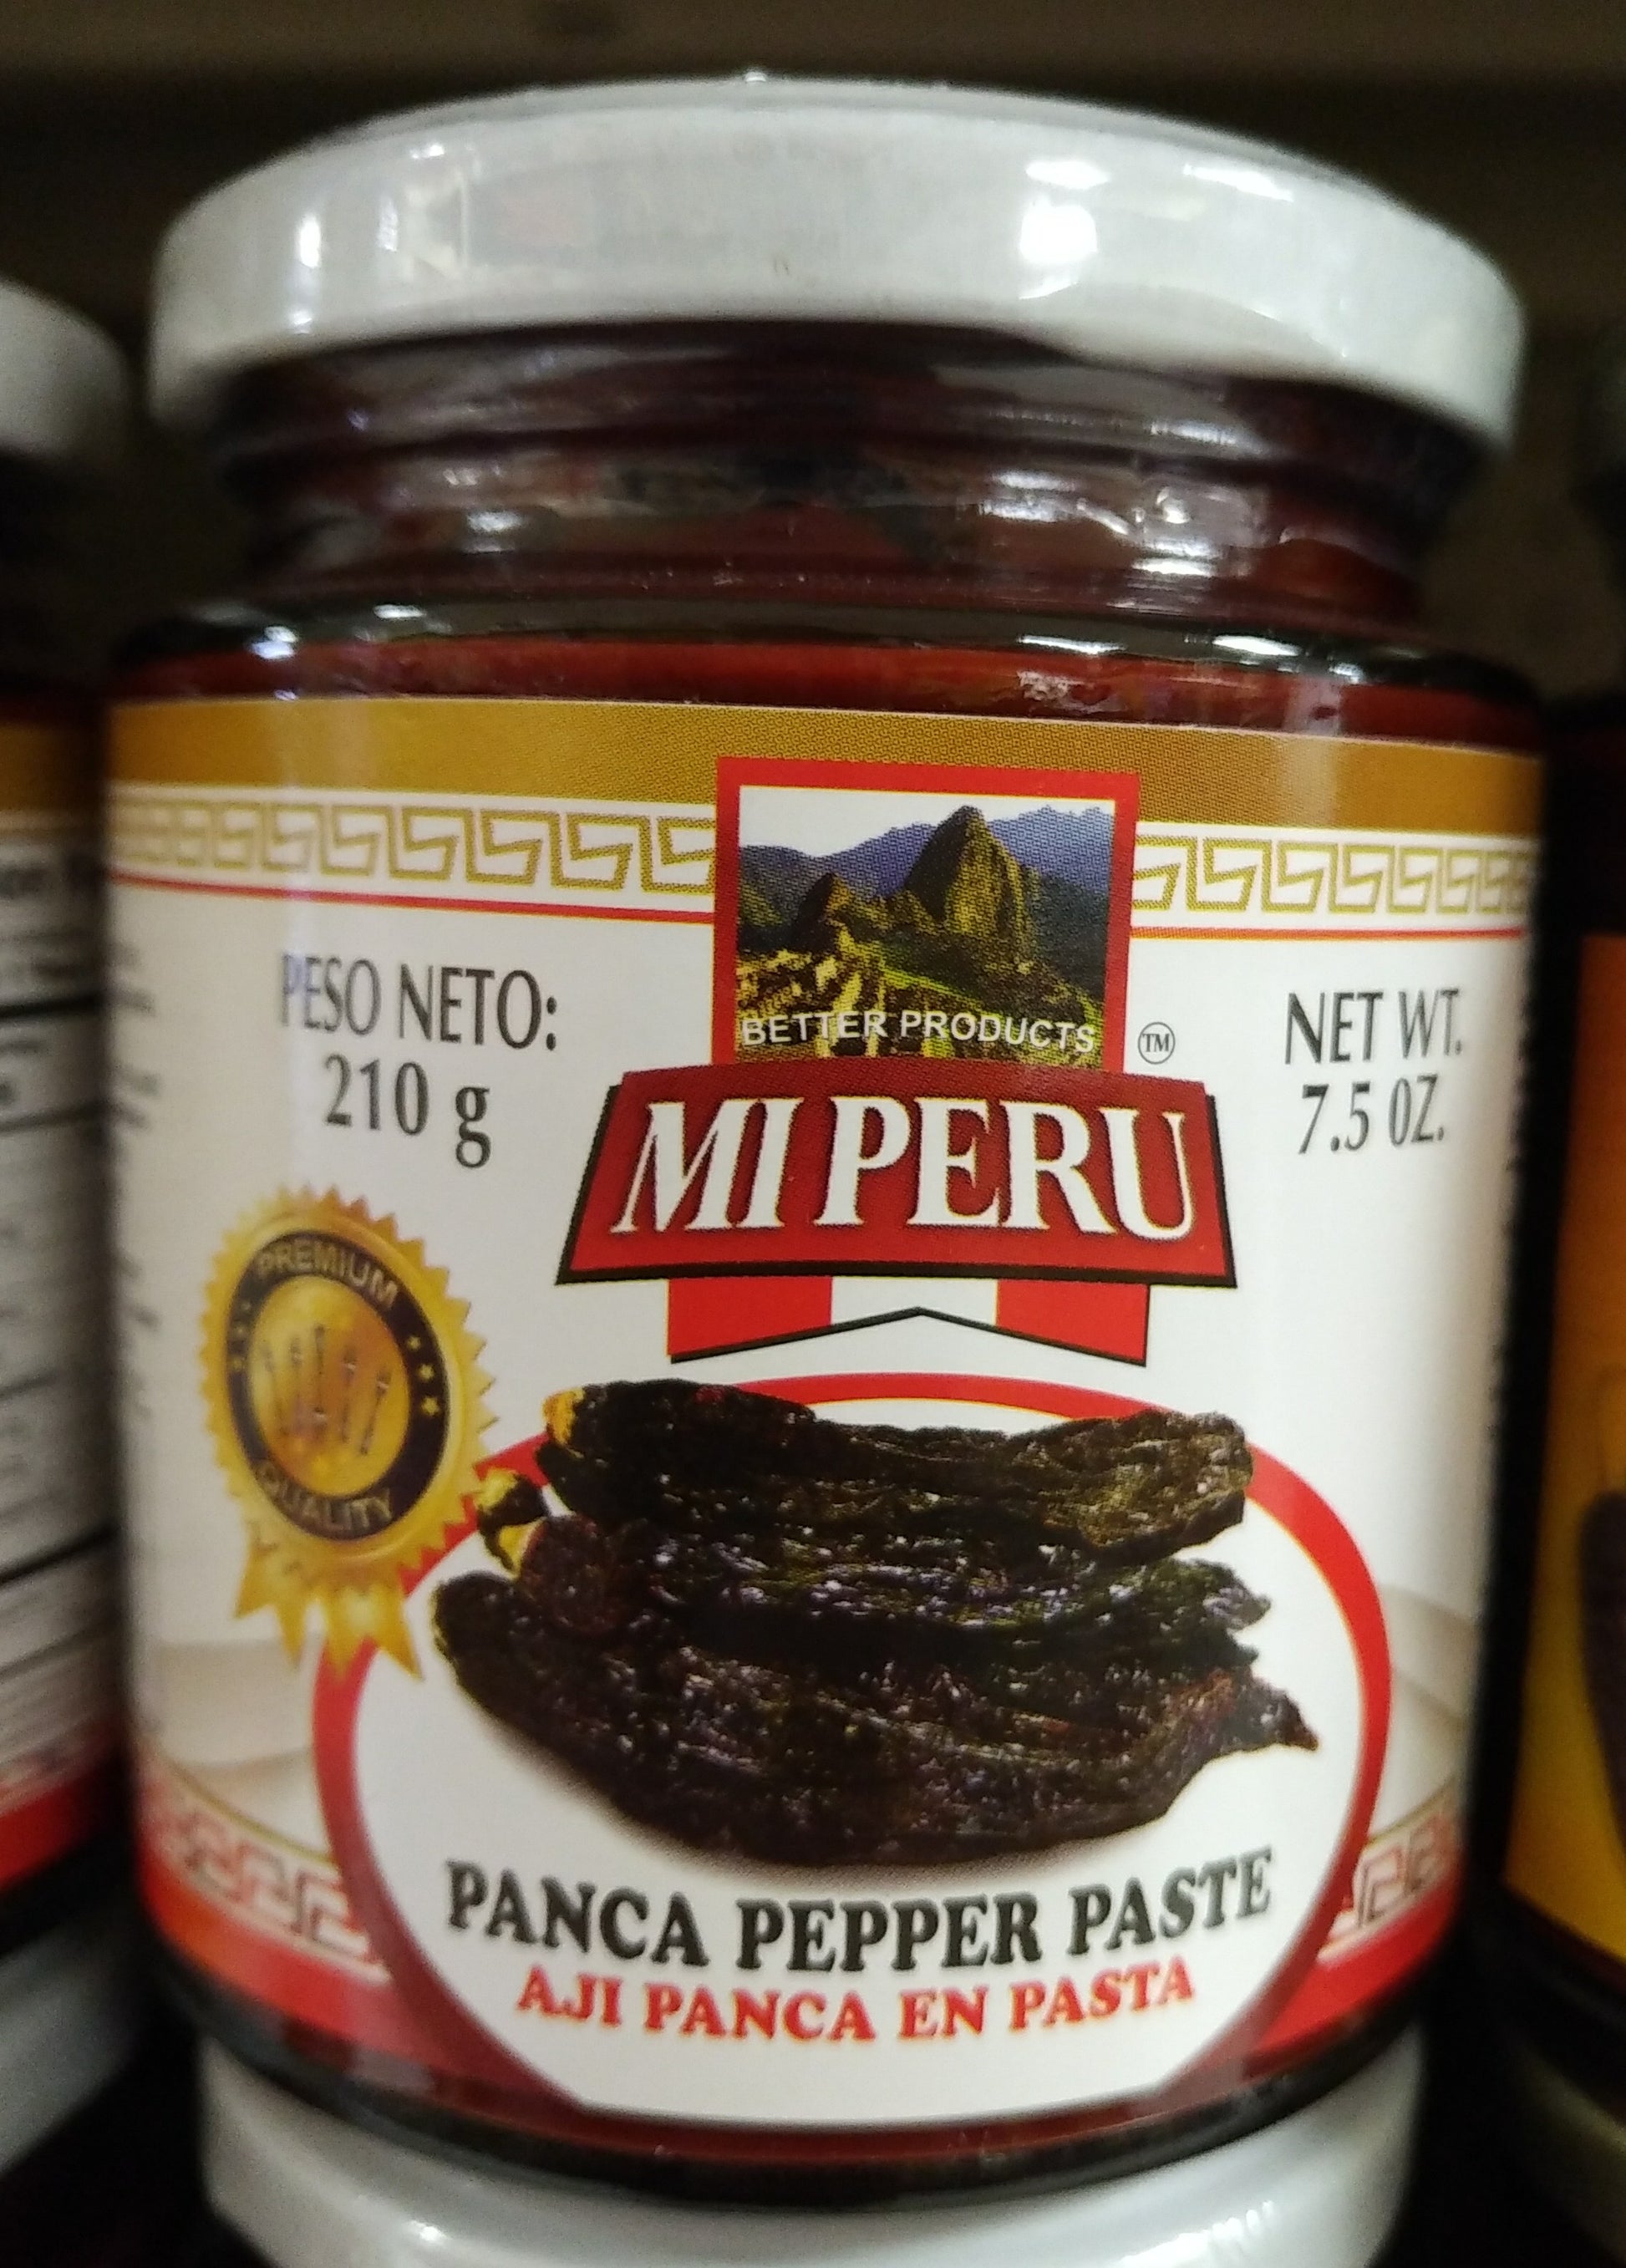 BETTER PRODUCTS
TM
MI PERU
PESO NETO:
210 g
NET WT.
7.5 OZ.
PREMIUM
QUALITY
PANCA PEPPER PASTE
AJI PANCA EN PASTA